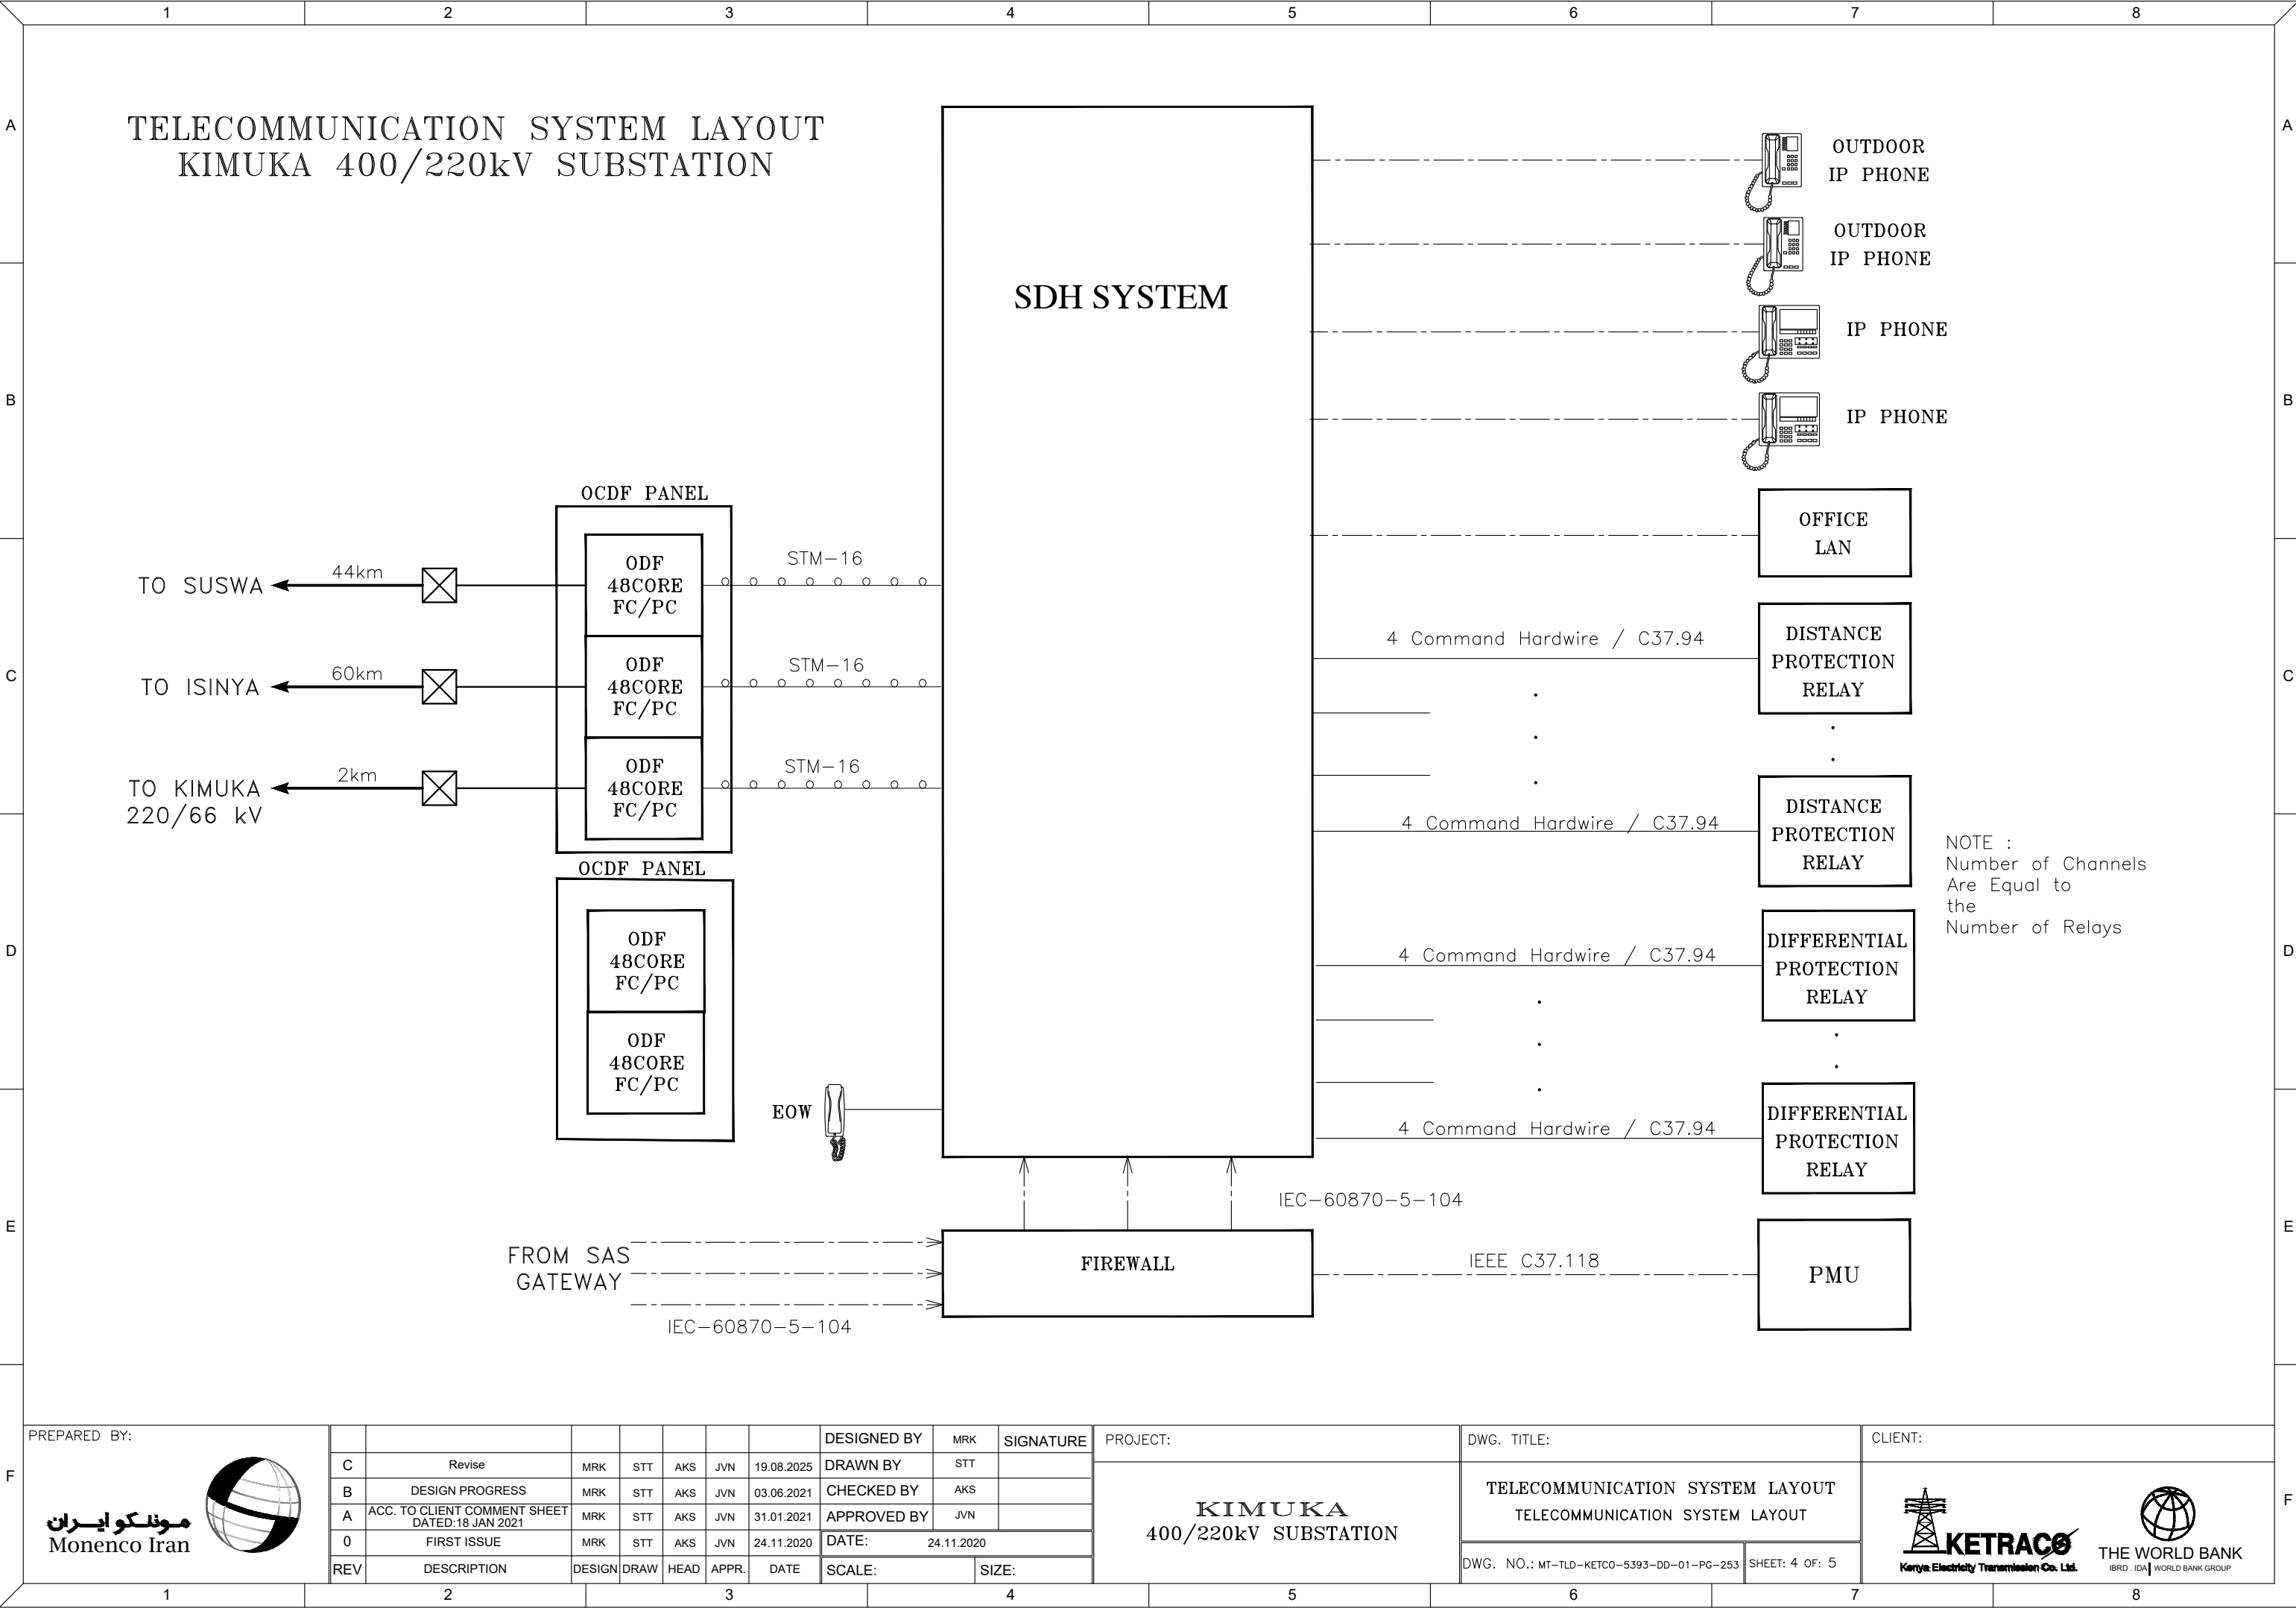 1 2 3 4 5 6 7 8
A A
B B
C C
D D
E E
F F
TELECOMMUNICATION SYSTEM LAYOUT
KIMUKA 400/220kV SUBSTATION
SDH SYSTEM
OUTDOOR
IP PHONE
OUTDOOR
IP PHONE
IP PHONE
IP PHONE
OFFICE
LAN
OCDF PANEL
ODF
48CORE
FC/PC
ODF
48CORE
FC/PC
ODF
48CORE
FC/PC
TO SUSWA
44km
STM-16
TO ISINYA
60km
STM-16
TO KIMUKA
220/66 kV
2km
STM-16
OCDF PANEL
ODF
48CORE
FC/PC
ODF
48CORE
FC/PC
EOW
4 Command Hardwire / C37.94
DISTANCE
PROTECTION
RELAY
4 Command Hardwire / C37.94
DISTANCE
PROTECTION
RELAY
NOTE :
Number of Channels
Are Equal to
the
Number of Relays
4 Command Hardwire / C37.94
DIFFERENTIAL
PROTECTION
RELAY
4 Command Hardwire / C37.94
DIFFERENTIAL
PROTECTION
RELAY
IEC-60870-5-104
FROM SAS
GATEWAY
IEC-60870-5-104
FIREWALL
IEEE C37.118
PMU
PREPARED BY:
موننکو ایران
Monenco Iran
C Revise MRK STT AKS JVN 19.08.2025
B DESIGN PROGRESS MRK STT AKS JVN 03.06.2021
A ACC. TO CLIENT COMMENT SHEET
DATED:18 JAN 2021 MRK STT AKS JVN 31.01.2021
0 FIRST ISSUE MRK STT AKS JVN 24.11.2020
REV DESCRIPTION DESIGN DRAW HEAD APPR. DATE
DESIGNED BY MRK SIGNATURE
DRAWN BY STT
CHECKED BY AKS
APPROVED BY JVN
DATE: 24.11.2020
SCALE: SIZE:
PROJECT:
KIMUKA
400/220kV SUBSTATION
DWG. TITLE:
TELECOMMUNICATION SYSTEM LAYOUT
TELECOMMUNICATION SYSTEM LAYOUT
DWG. NO.: MT-TLD-KETCO-5393-DD-01-PG-253 SHEET: 4 OF: 5
CLIENT:
KETRACO
Kenya Electricity Transmission Co. Ltd.
THE WORLD BANK
IBRD . IDA WORLD BANK GROUP
1 2 3 4 5 6 7 8